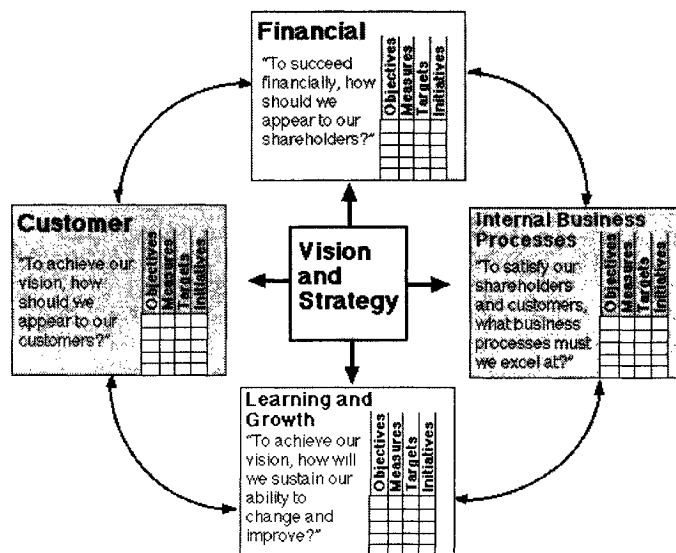 Financial
"To succeed
financially, how
should we
appear to our
shareholders?"
Objectives
Measures
Targets
Initiatives
Customer
"To achieve our
vision, how
should we
appear to our
customers?"
Objectives
Measures
Targets
Initiatives
Vision
and
Strategy
Internal Business
Processes
"To satisfy our
shareholders
and customers,
what business
processes must
we excel at?"
Objectives
Measures
Targets
Initiatives
Learning and
Growth
"To achieve our
vision, how will
we sustain our
ability to
change and
improve?"
Objectives
Measures
Targets
Initiatives